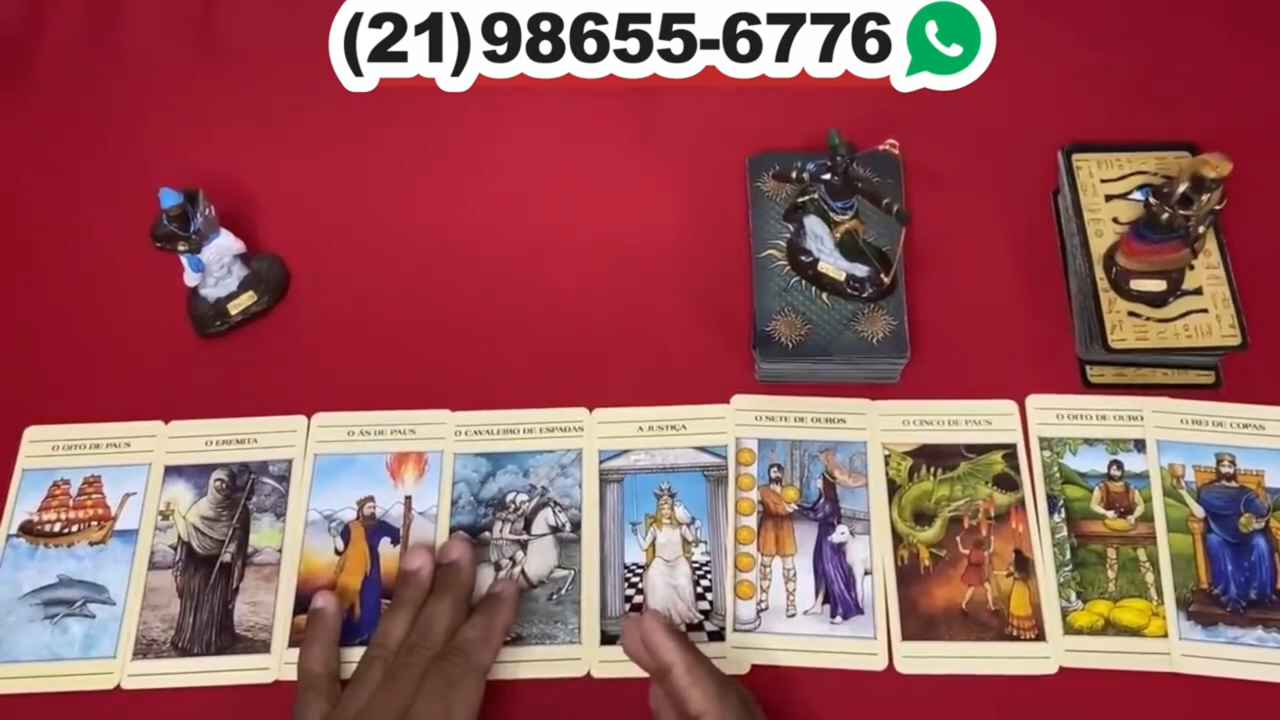 (21)98655-6776
O OITO DE PAUS
O EREMITA
O ÁS DE PAUS
O CAVALEIRO DE ESPADAS
A JUSTIÇA
O SETE DE OUROS
O CINCO DE PAUS
O OITO DE OURO
O REI DE COPAS